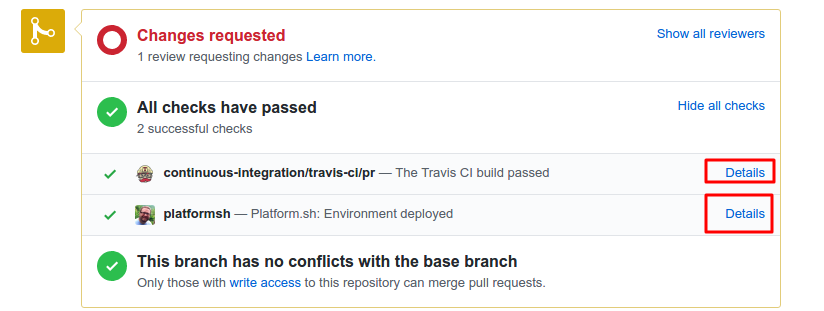 Changes requested
Show all reviewers
1 review requesting changes Learn more.
All checks have passed
Hide all checks
2 successful checks
continuous-integration/travis-ci/pr — The Travis CI build passed
Details
platformsh — Platform.sh: Environment deployed
Details
This branch has no conflicts with the base branch
Only those with write access to this repository can merge pull requests.